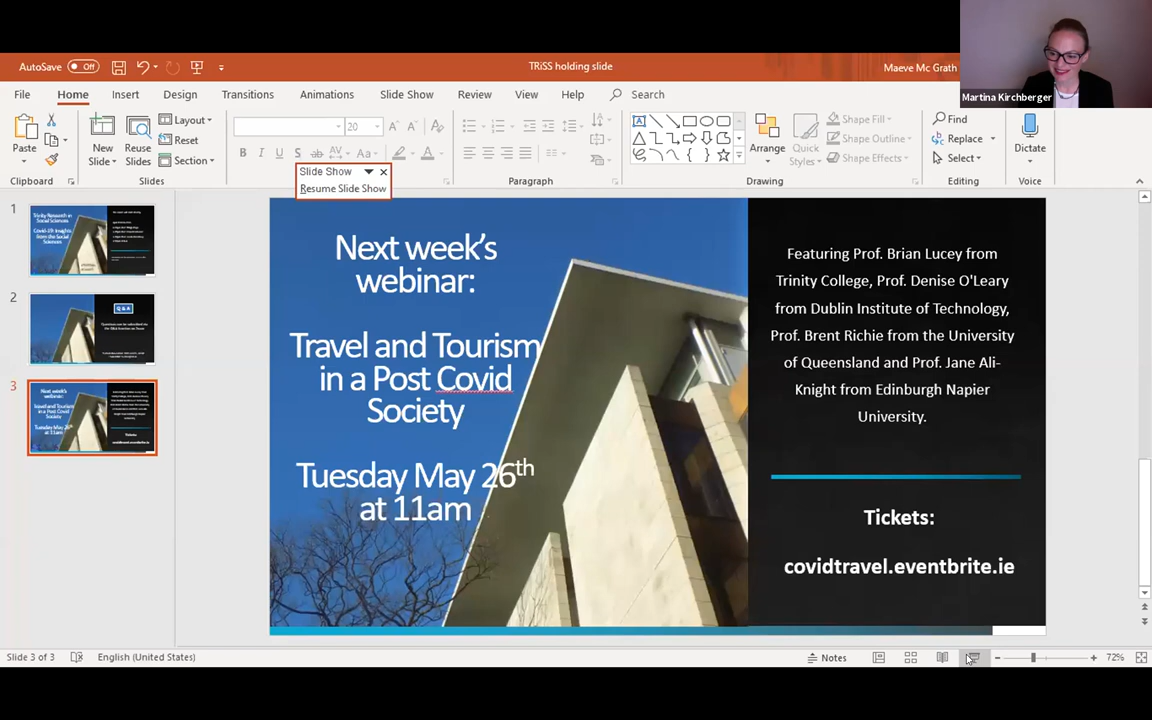 AutoSave Off
TRiSS holding slide
Maeve Mc Grath
Martina Kirchberger
File Home Insert Design Transitions Animations Slide Show Review View Help Search
Paste
New Slide
Reuse Slides
Layout
Reset
Section
20
Arrange
Quick Styles
Shape Fill
Shape Outline
Shape Effects
Find
Replace
Select
Dictate
Clipboard
Slides
Paragraph
Drawing
Editing
Voice
Slide Show
Resume Slide Show
1
2
3
Next week's
webinar:
Travel and Tourism
in a Post Covid
Society
Tuesday May 26th
at 11am
Featuring Prof. Brian Lucey from
Trinity College, Prof. Denise O'Leary
from Dublin Institute of Technology,
Prof. Brent Richie from the University
of Queensland and Prof. Jane Ali-
Knight from Edinburgh Napier
University.
Tickets:
covidtravel.eventbrite.ie
Slide 3 of 3
English (United States)
Notes
72%